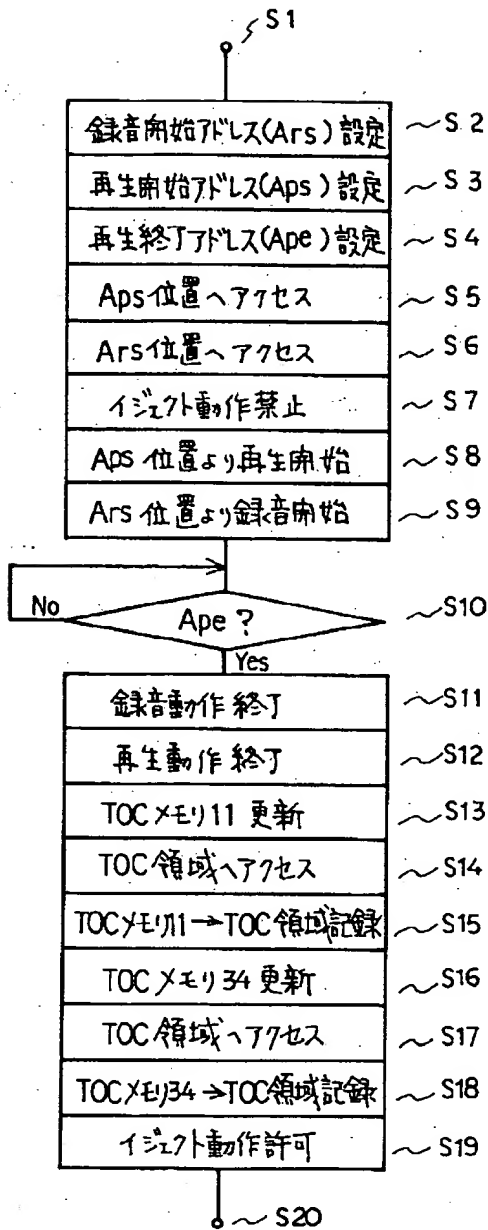 S1
録音開始アドレス(Ars)設定 S2
再生開始アドレス(Aps)設定 S3
再生終了アドレス(Ape)設定 S4
Aps位置へアクセス S5
Ars位置へアクセス S6
イジェクト動作禁止 S7
Aps位置より再生開始 S8
Ars位置より録音開始 S9
No Ape? S10
Yes
録音動作終了 S11
再生動作終了 S12
TOCメモリ11更新 S13
TOC領域へアクセス S14
TOCメモリ11→TOC領域記録 S15
TOCメモリ34更新 S16
TOC領域へアクセス S17
TOCメモリ34→TOC領域記録 S18
イジェクト動作許可 S19
S20